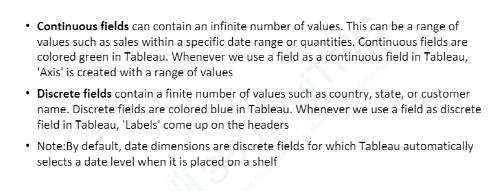 • Continuous fields can contain an infinite number of values. This can be a range of
values such as sales within a specific date range or quantities. Continuous fields are
colored green in Tableau. Whenever we use a field as a continuous field in Tableau,
'Axis' is created with a range of values
• Discrete fields contain a finite number of values such as country, state, or customer
name. Discrete fields are colored blue in Tableau. Whenever we use a field as discrete
field in Tableau, 'Labels' come up on the headers
• Note:By default, date dimensions are discrete fields for which Tableau automatically
selects a date level when it is placed on a shelf